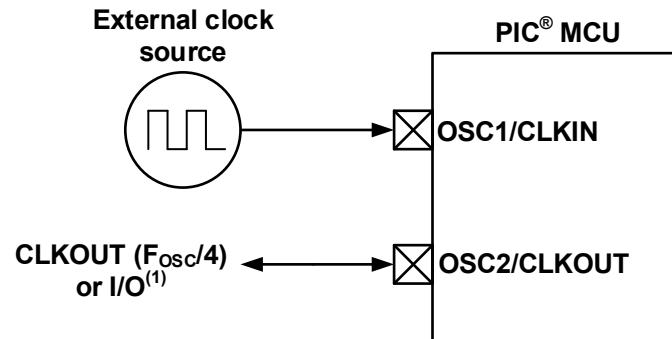 External clock
source
PIC® MCU
OSC1/CLKIN
CLKOUT (FOSC/4)
or I/O(1)
OSC2/CLKOUT